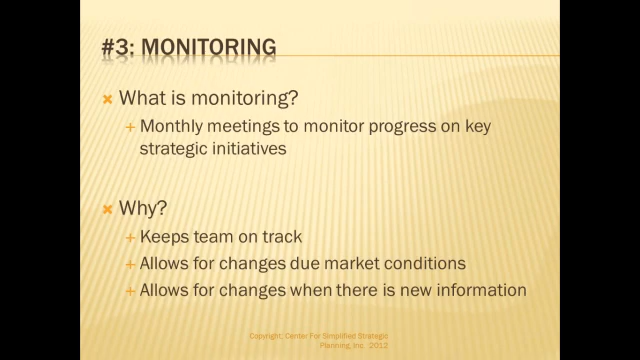 #3: MONITORING
What is monitoring?
Monthly meetings to monitor progress on key
strategic initiatives
Why?
Keeps team on track
Allows for changes due market conditions
Allows for changes when there is new information
Copyright, Center For Simplified Strategic
Planning, Inc. 2012